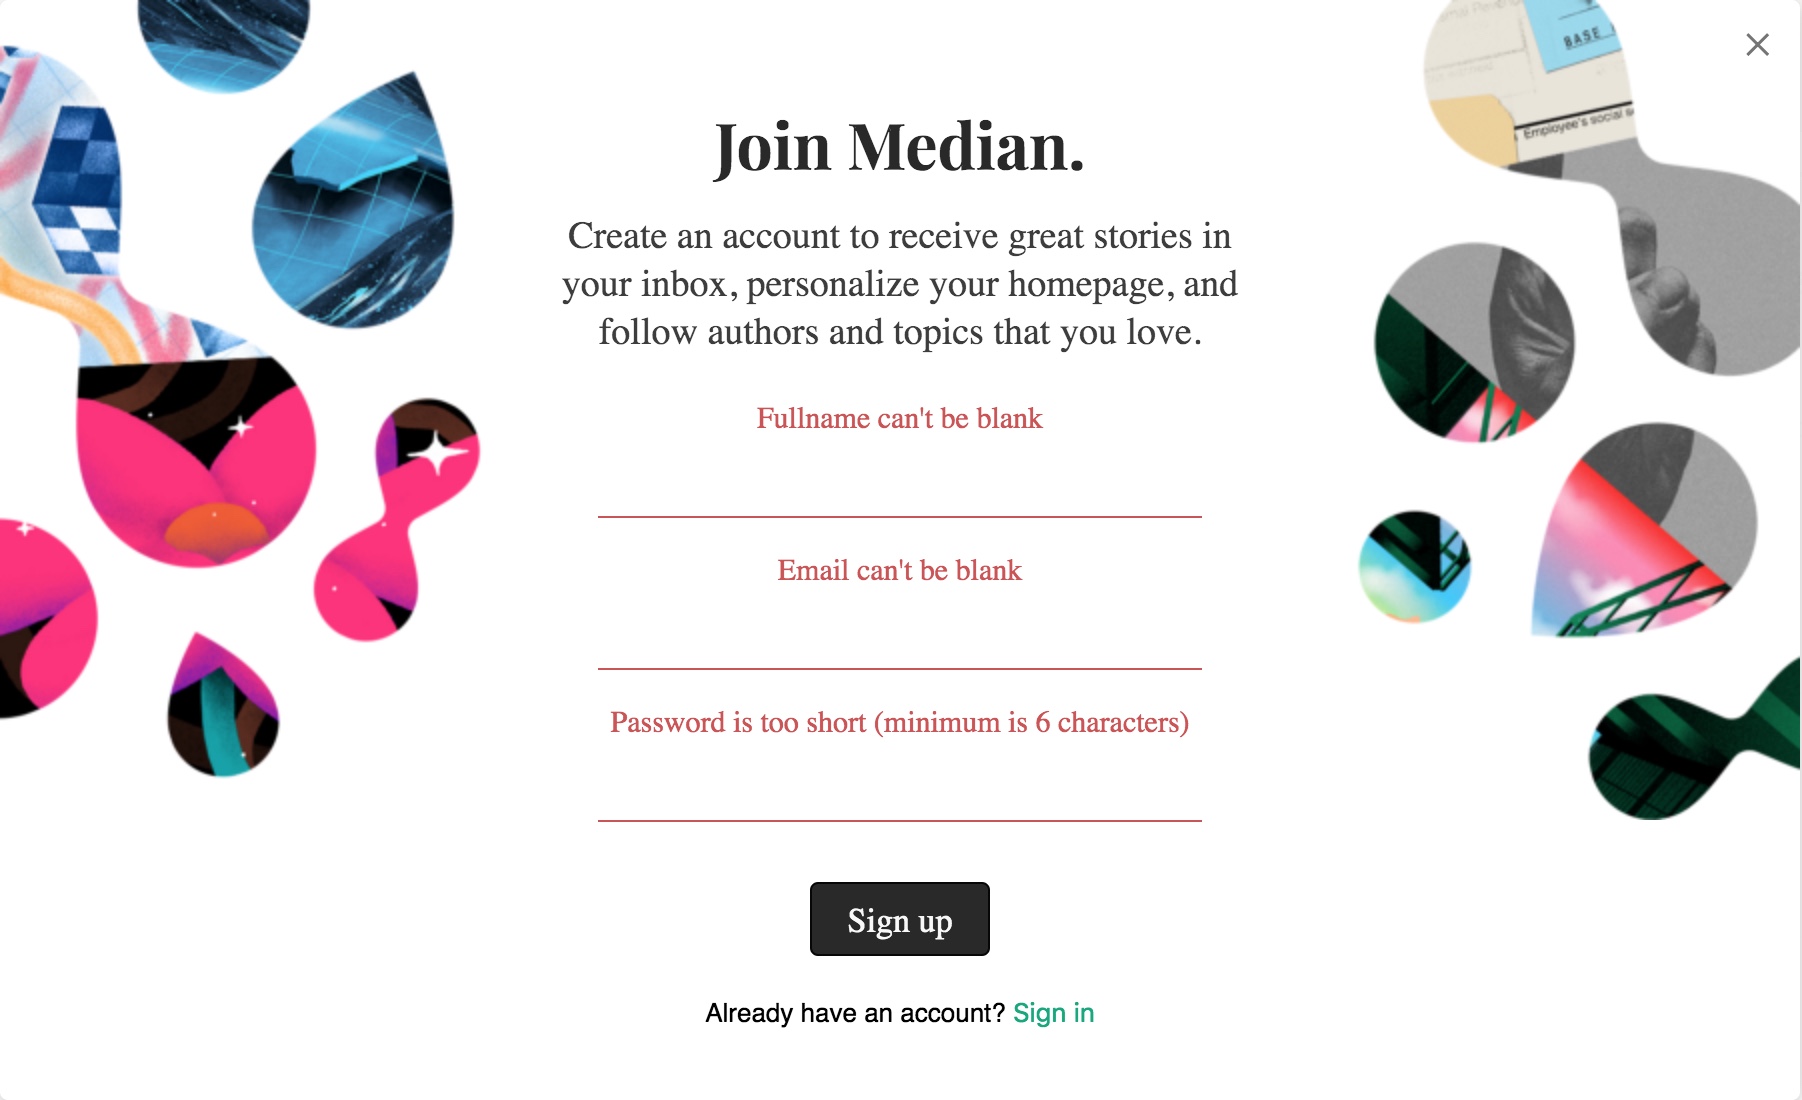 BASE
Employee's social
Join Median.
Create an account to receive great stories in
your inbox, personalize your homepage, and
follow authors and topics that you love.
Fullname can't be blank
Email can't be blank
Password is too short (minimum is 6 characters)
Sign up
Already have an account? Sign in